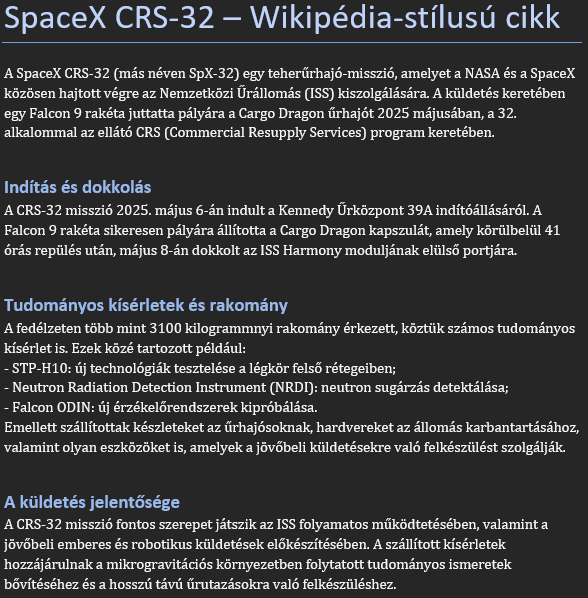 SpaceX CRS-32 – Wikipédia-stílusú cikk
A SpaceX CRS-32 (más néven SpX-32) egy teherűrhajó-misszió, amelyet a NASA és a SpaceX
közösen hajtott végre az Nemzetközi Űrállomás (ISS) kiszolgálására. A küldetés keretében
egy Falcon 9 rakéta juttatta pályára a Cargo Dragon űrhajót 2025 májusában, a 32.
alkalommal az ellátó CRS (Commercial Resupply Services) program keretében.
Indítás és dokkolás
A CRS-32 misszió 2025. május 6-án indult a Kennedy Űrközpont 39A indítóállásáról. A
Falcon 9 rakéta sikeresen pályára állította a Cargo Dragon kapszulát, amely körülbelül 41
órás repülés után, május 8-án dokkolt az ISS Harmony moduljának elülső portjára.
Tudományos kísérletek és rakomány
A fedélzeten több mint 3100 kilogrammnyi rakomány érkezett, köztük számos tudományos
kísérlet is. Ezek közé tartozott például:
- STP-H10: új technológiák tesztelése a légkör felső rétegeiben;
- Neutron Radiation Detection Instrument (NRDI): neutron sugárzás detektálása;
- Falcon ODIN: új érzékelőrendszerek kipróbálása.
Emellett szállítottak készleteket az űrhajósoknak, hardvereket az állomás karbantartásához,
valamint olyan eszközöket is, amelyek a jövőbeli küldetésekre való felkészülést szolgálják.
A küldetés jelentősége
A CRS-32 misszió fontos szerepet játszik az ISS folyamatos működtetésében, valamint a
jövőbeli emberes és robotikus küldetések előkészítésében. A szállított kísérletek
hozzájárulnak a mikrogravitációs környezetben folytatott tudományos ismeretek
bővítéséhez és a hosszú távú űrutazásokra való felkészüléshez.